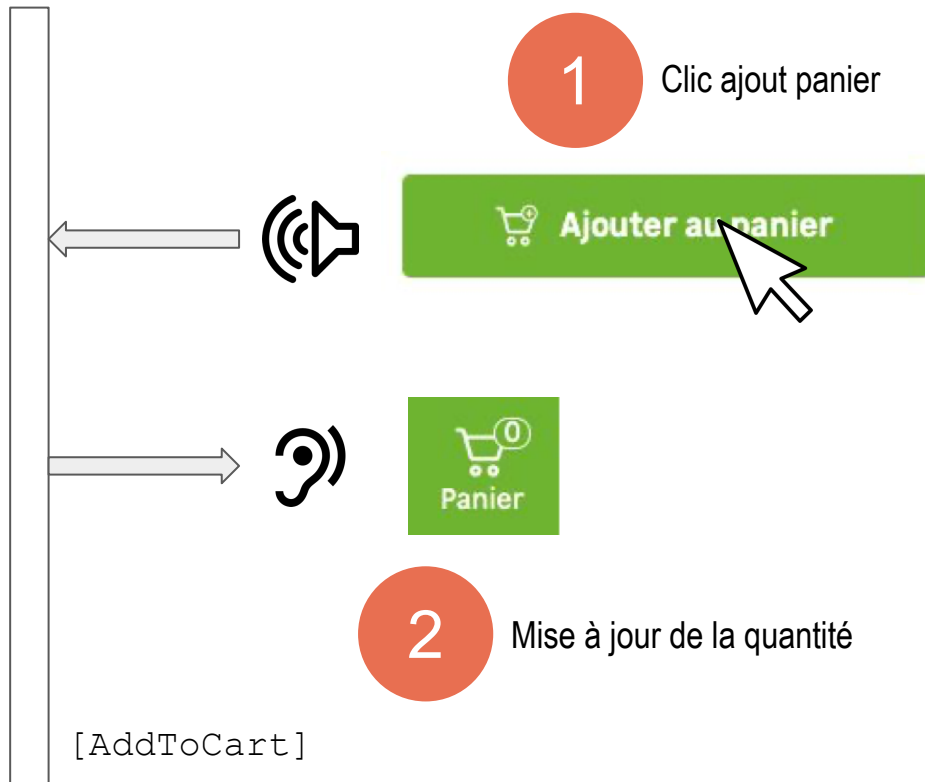 1
Clic ajout panier
Ajouter au panier
0
Panier
2
Mise à jour de la quantité
[AddToCart]